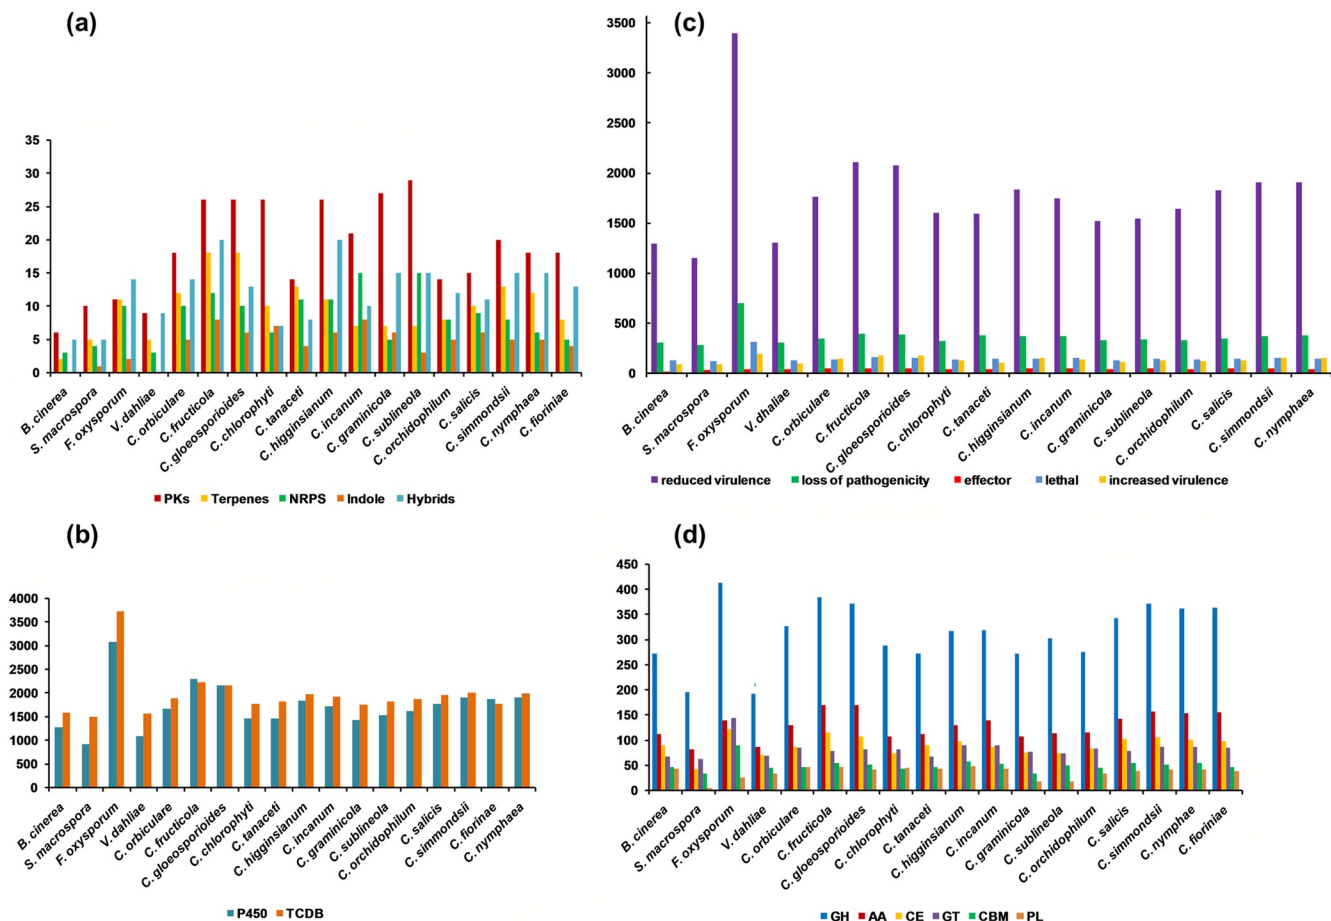 (a)
35
30
25
20
15
10
5
0
B. cinerea
S. macrospora
F. oxysporum
V. dahliae
C. orbiculare
C. fructicola
C. gloeosporioides
C. chlorophyti
C. tanaceti
C. higginsianum
C. incanum
C. graminicola
C. sublineola
C. orchidophilum
C. salicis
C. simmondsii
C. nymphaea
C. fioriniae
PKs Terpenes NRPS Indole Hybrids
(b)
4000
3500
3000
2500
2000
1500
1000
500
0
B. cinerea
S. macrospora
F. oxysporum
V. dahliae
C. orbiculare
C. fructicola
C. gloeosporioides
C. chlorophyti
C. tanaceti
C. higginsianum
C. incanum
C. graminicola
C. sublineola
C. orchidophilum
C. salicis
C. simmondsii
C. fiorinae
C. nymphaea
P450 TCDB
(c)
3500
3000
2500
2000
1500
1000
500
0
B. cinerea
S. macrospora
F. oxysporum
V. dhaliae
C. orbiculare
C. fructicola
C. gloeosporioides
C. chlorophyti
C. tanaceti
C. higginsianum
C. incanum
C. graminicola
C. sublineola
C. orchidophilum
C. salicis
C. simmondsii
C. nymphaea
reduced virulence loss of pathogenicity effector lethal increased virulence
(d)
450
400
350
300
250
200
150
100
50
0
B. cinerea
S. macrospora
F. oxysporum
V. dahliae
C. orbiculare
C. fructicola
C. gloeosporioides
C. chlorophyti
C. tanaceti
C. higginsianum
C. incanum
C. graminicola
C. sublineola
C. orchidophilum
C. salicis
C. simmondsii
C. nymphae
C. fioriniae
GH AA CE GT CBM PL